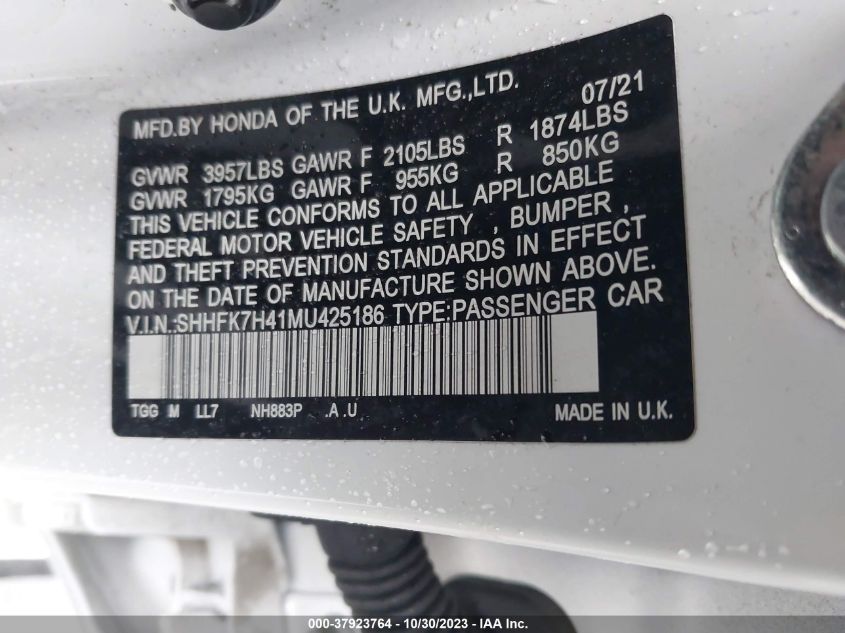 MFD.BY HONDA OF THE U.K. MFG.,LTD. 07/21
GVWR 3957LBS GAWR F 2105LBS R 1874LBS
GVWR 1795KG GAWR F 955KG R 850KG
THIS VEHICLE CONFORMS TO ALL APPLICABLE
FEDERAL MOTOR VEHICLE SAFETY , BUMPER ,
AND THEFT PREVENTION STANDARDS IN EFFECT
ON THE DATE OF MANUFACTURE SHOWN ABOVE.
V.I.N.:SHHFK7H41MU425186 TYPE:PASSENGER CAR
TGG M LL7 NH883P .A .U MADE IN U.K.
000-37923764 - 10/30/2023 - IAA Inc.